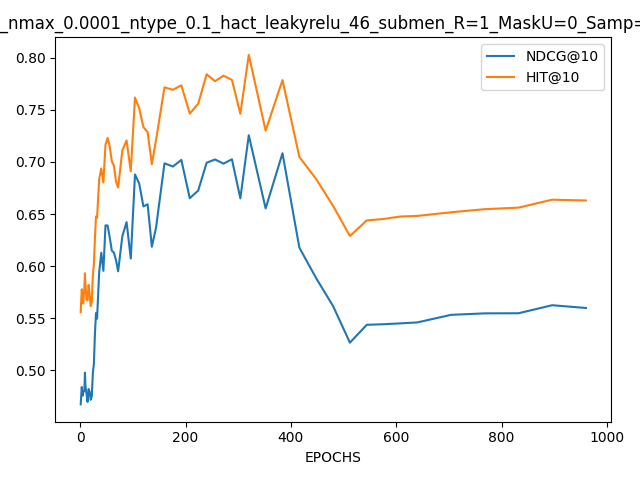 _nmax_0.0001_ntype_0.1_hact_leakyrelu_46_submen_R=1_MaskU=0_Samp=
NDCG@10
HIT@10
0.80
0.75
0.70
0.65
0.60
0.55
0.50
0 200 400 600 800 1000
EPOCHS